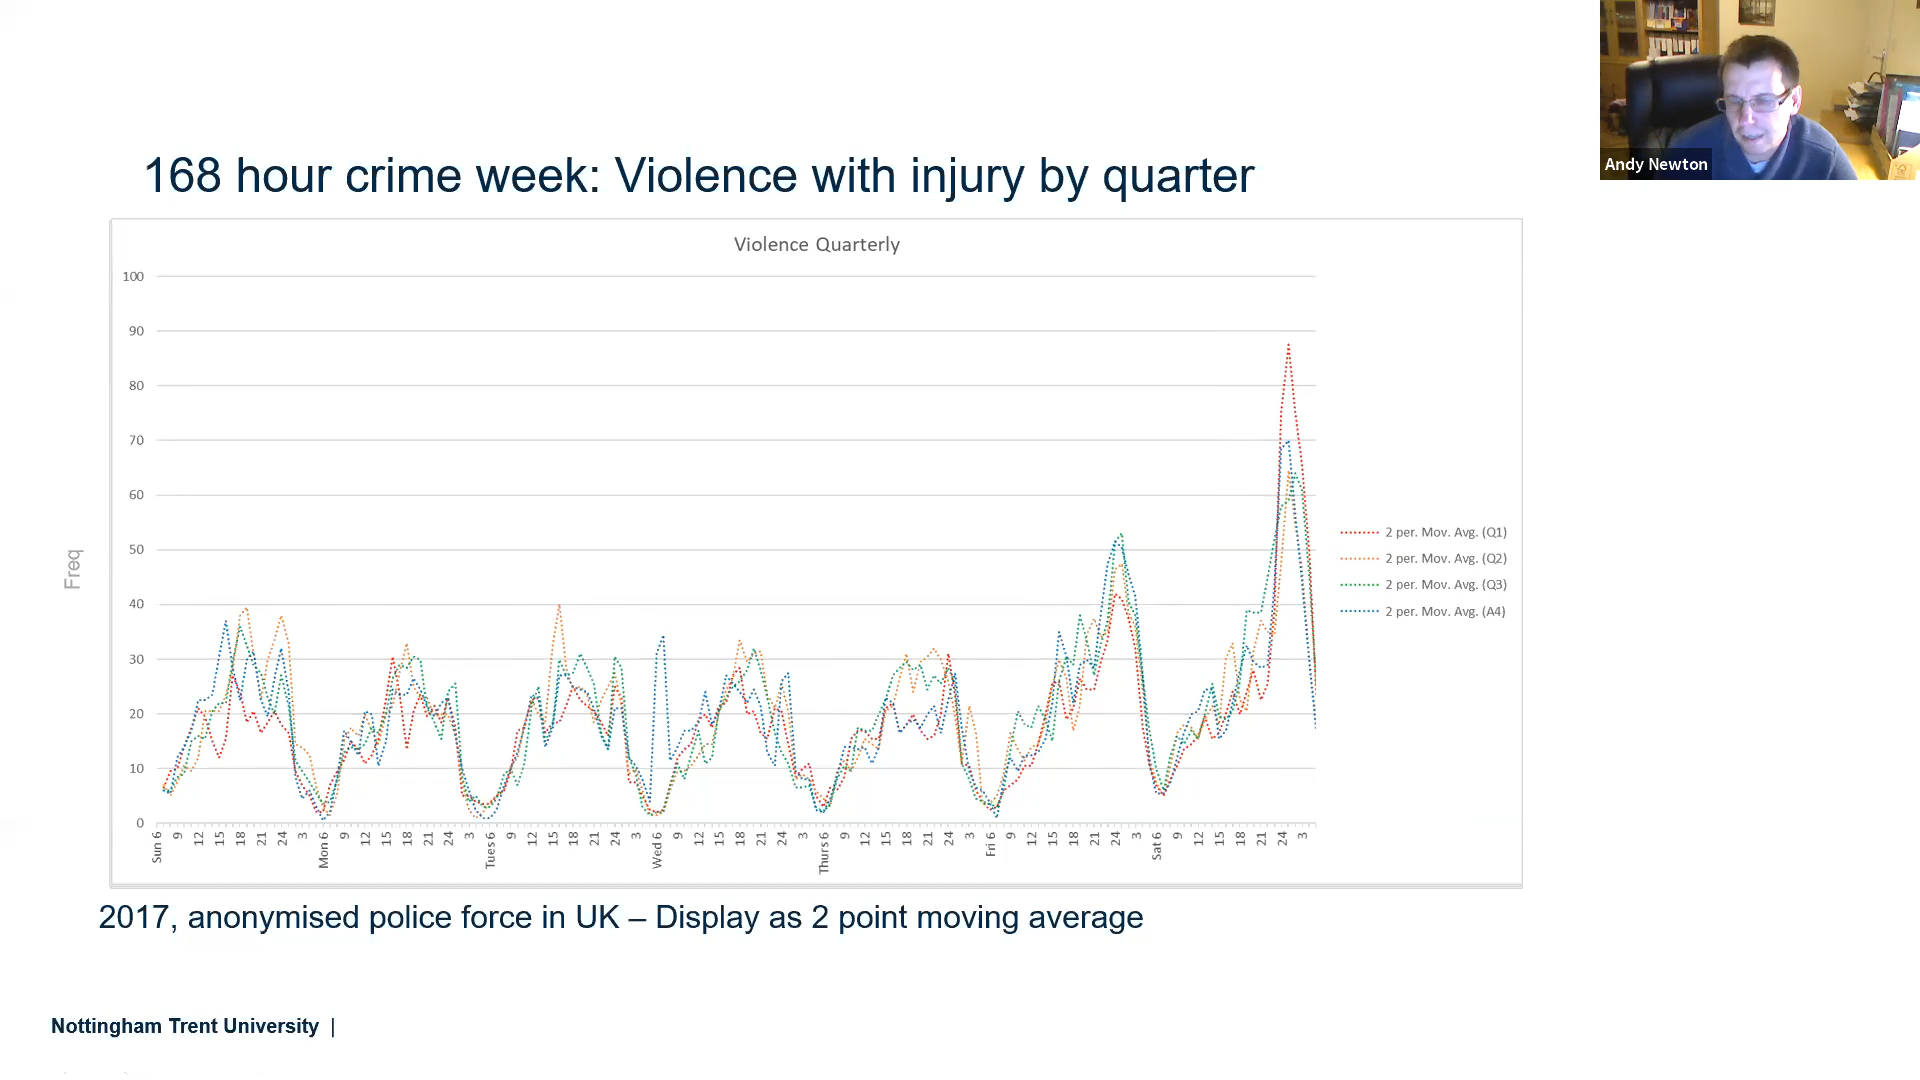 Andy Newton
168 hour crime week: Violence with injury by quarter
Violence Quarterly
100
90
80
70
60
50
40
30
20
10
0
Freq
Sun 6 9 12 15 18 21 24 3 Mon 6 9 12 15 18 21 24 3 Tues 6 9 12 15 18 21 24 3 Wed 6 9 12 15 18 21 24 3 Thurs 6 9 12 15 18 21 24 3 Fri 6 9 12 15 18 21 24 3 Sat 6 9 12 15 18 21 24 3
2 per. Mov. Avg. (Q1)
2 per. Mov. Avg. (Q2)
2 per. Mov. Avg. (Q3)
2 per. Mov. Avg. (A4)
2017, anonymised police force in UK – Display as 2 point moving average
Nottingham Trent University |